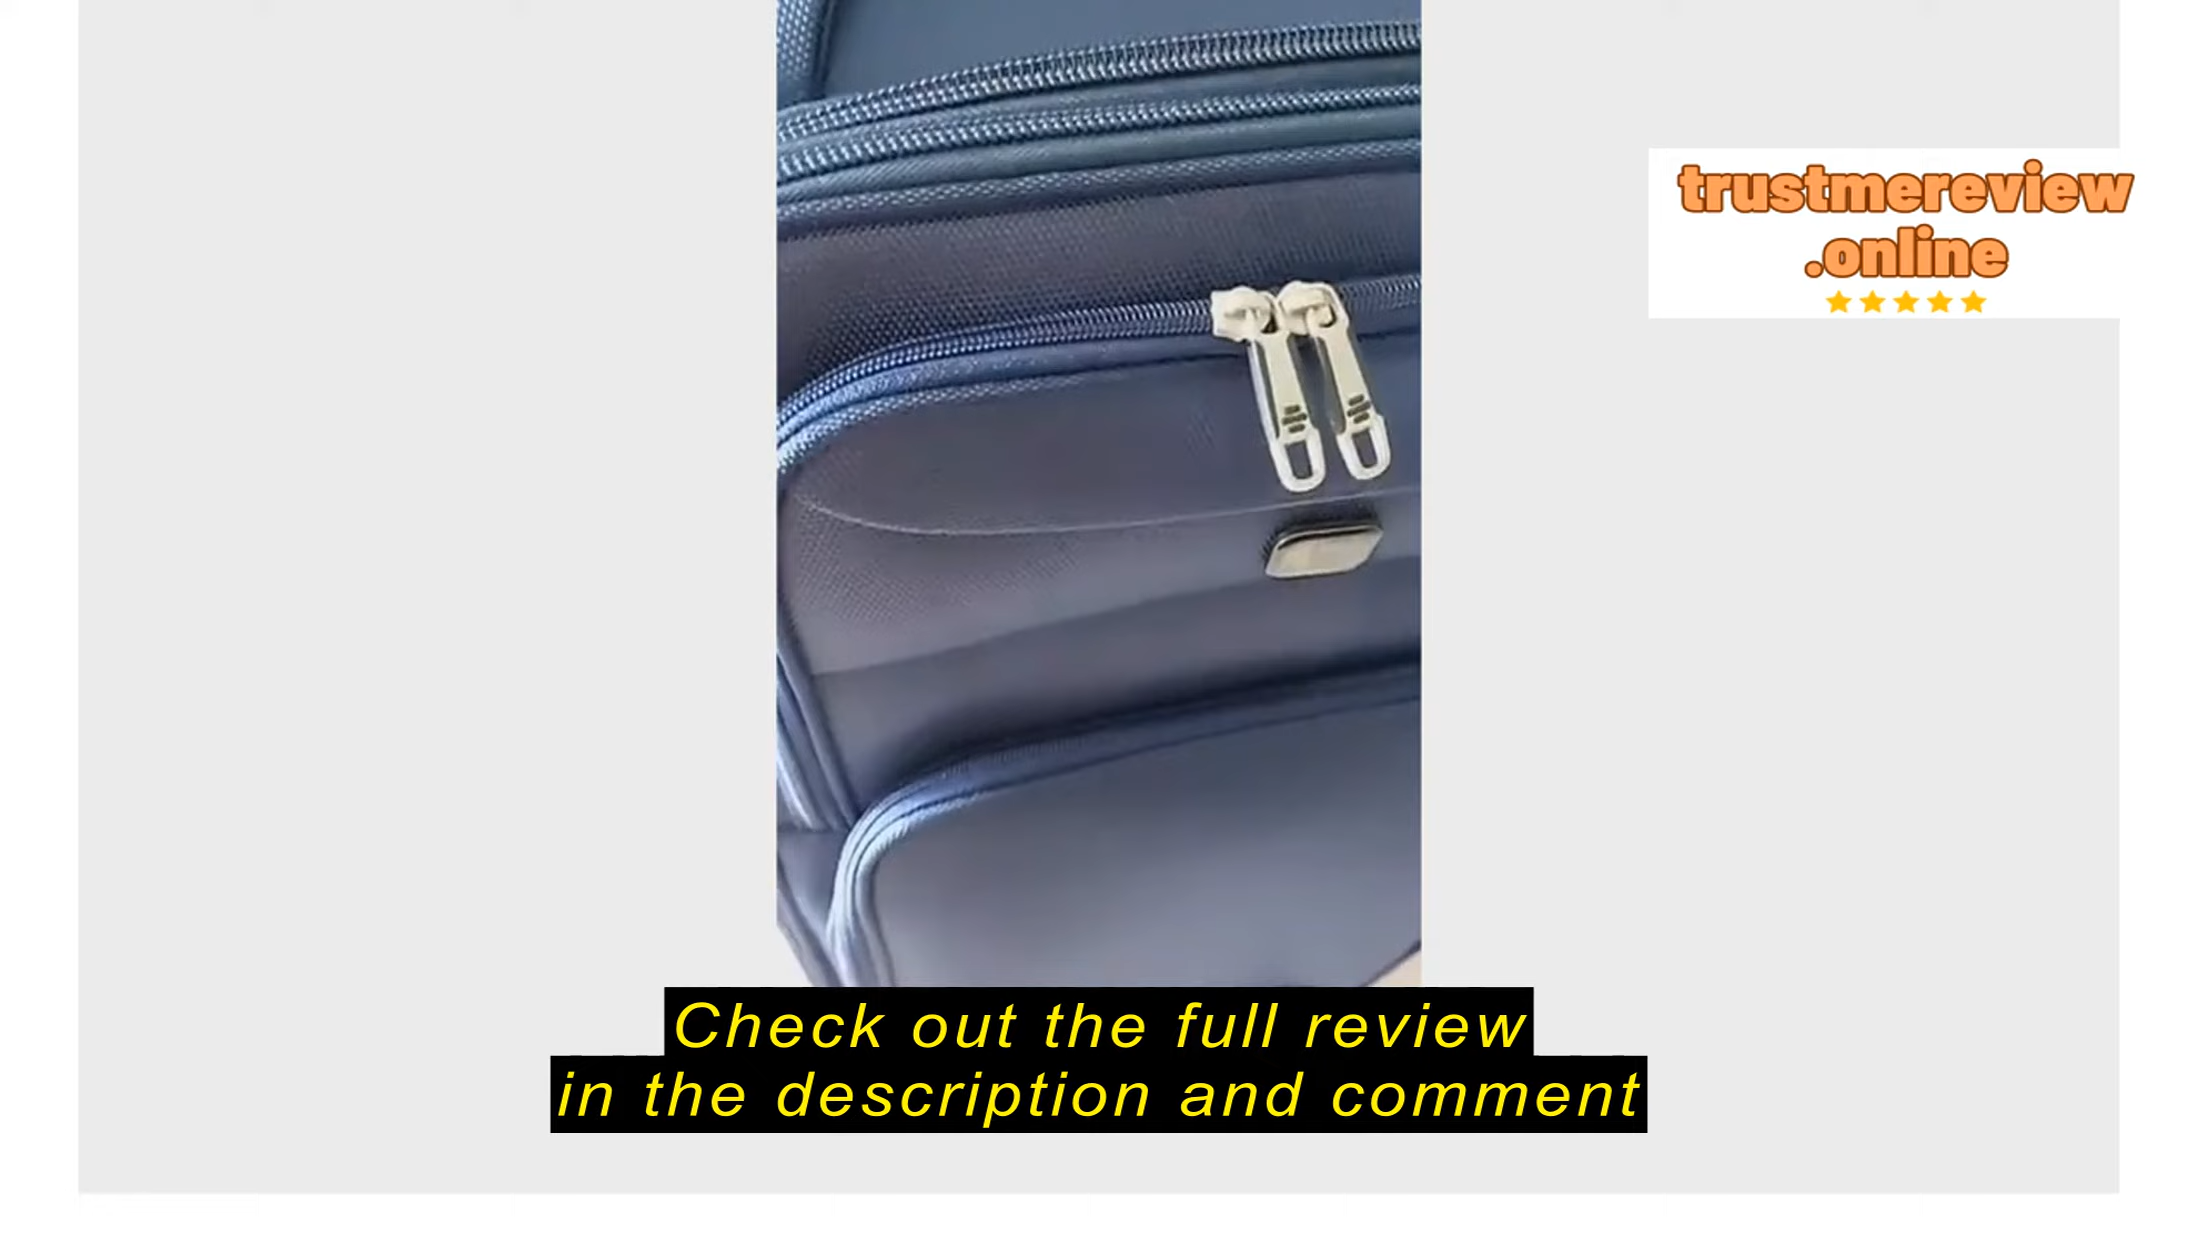 trustmereview
.online
Check out the full review
in the description and comment